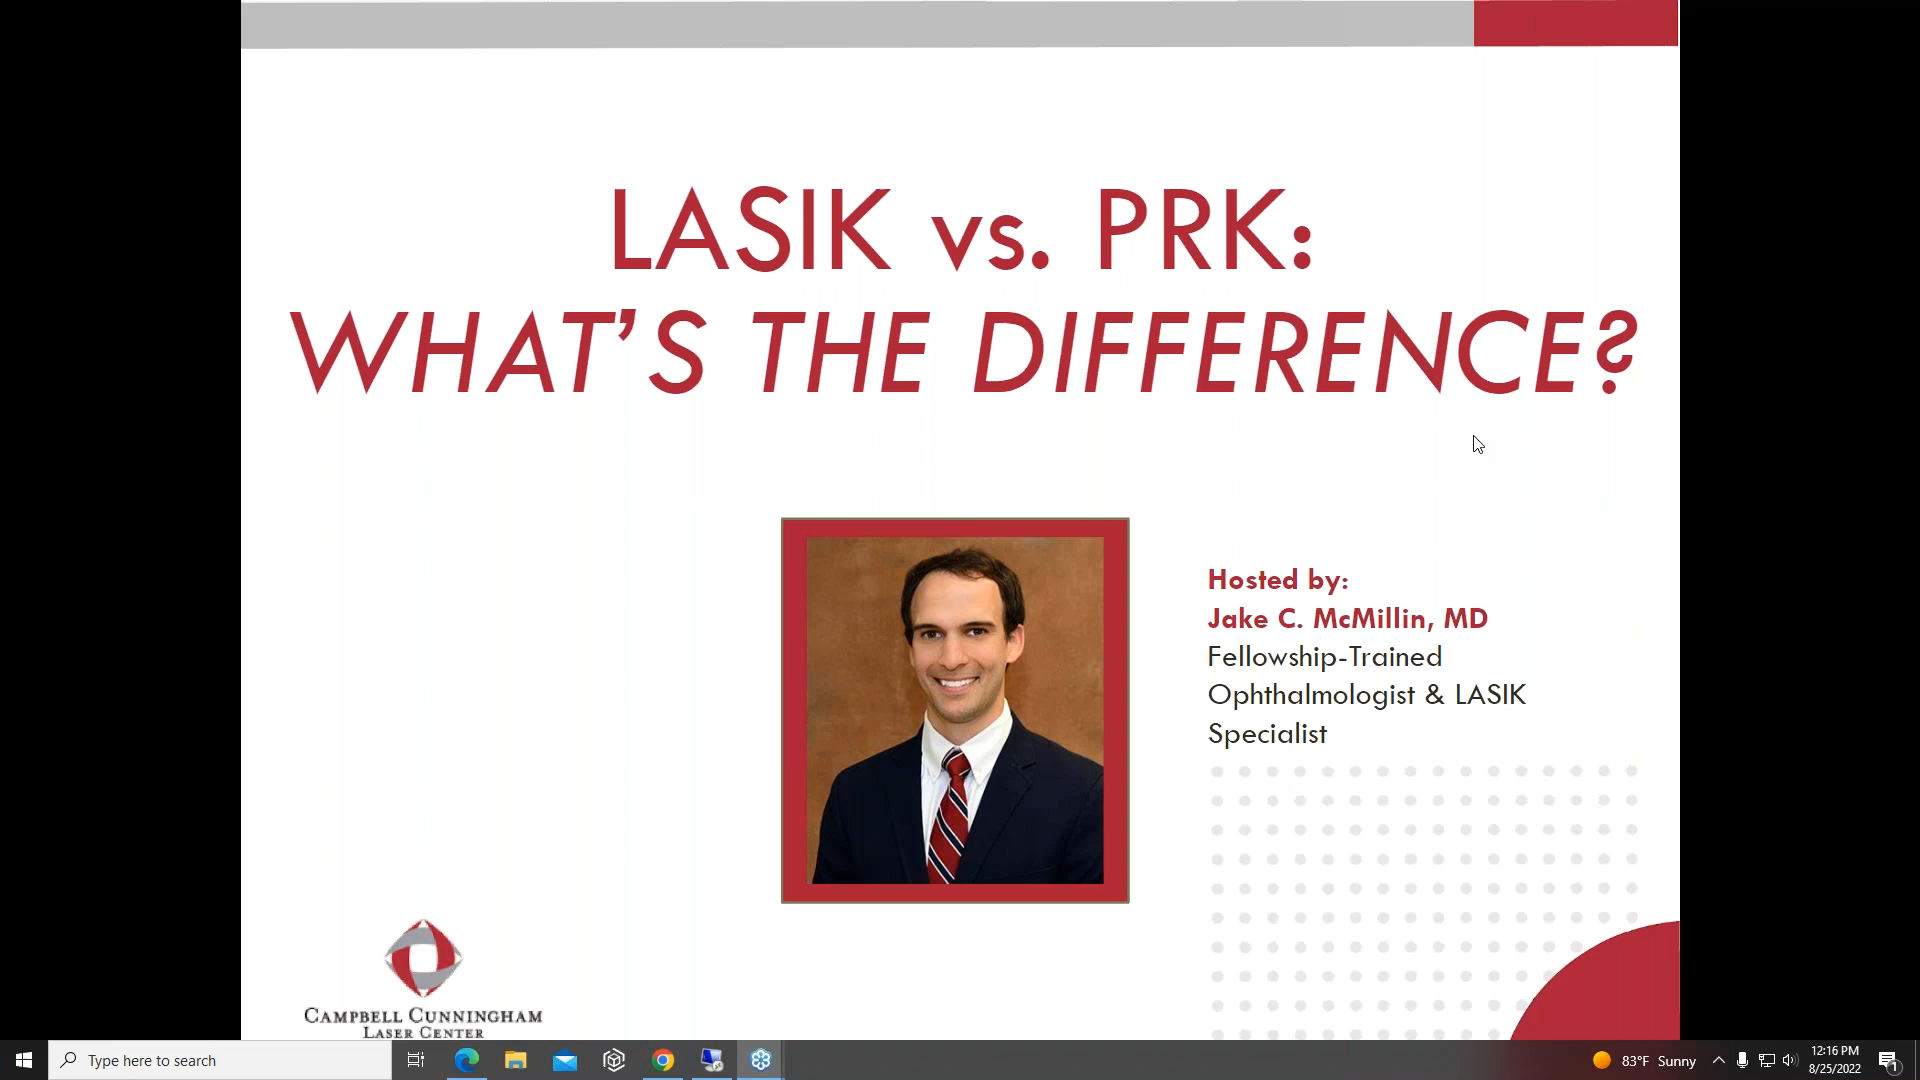 LASIK vs. PRK:
WHAT’S THE DIFFERENCE?
Hosted by:
Jake C. McMillin, MD
Fellowship-Trained
Ophthalmologist & LASIK
Specialist
CAMPBELL CUNNINGHAM
LASER CENTER
Type here to search
83°F Sunny
12:16 PM
8/25/2022
1